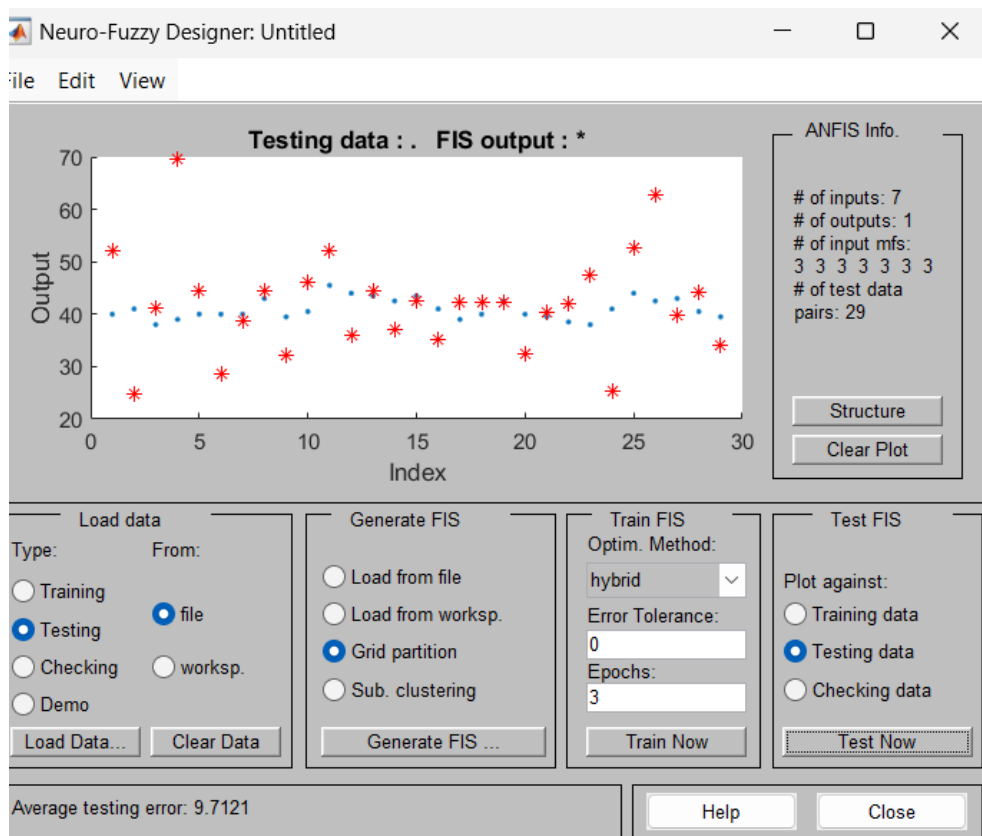 Neuro-Fuzzy Designer: Untitled
File Edit View
Testing data : . FIS output : *
70
60
50
40
30
20
0 5 10 15 20 25 30
Output
Index
ANFIS Info.
# of inputs: 7
# of outputs: 1
# of input mfs:
3 3 3 3 3 3 3
# of test data
pairs: 29
Structure
Clear Plot
Load data
Type: From:
Training
Testing
Checking
Demo
file
worksp.
Load Data... Clear Data
Generate FIS
Load from file
Load from worksp.
Grid partition
Sub. clustering
Generate FIS ...
Train FIS
Optim. Method:
hybrid
Error Tolerance:
0
Epochs:
3
Train Now
Test FIS
Plot against:
Training data
Testing data
Checking data
Test Now
Average testing error: 9.7121
Help Close